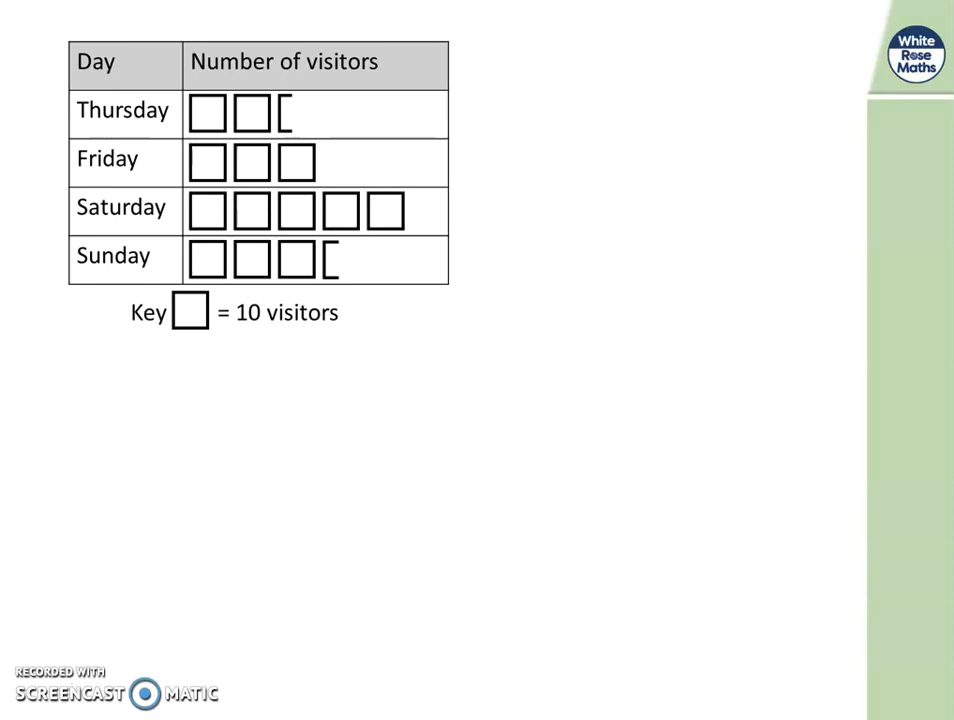 Day Number of visitors
Thursday
Friday
Saturday
Sunday
Key = 10 visitors
White
Rose
Maths
RECORDED WITH
SCREENCAST MATIC